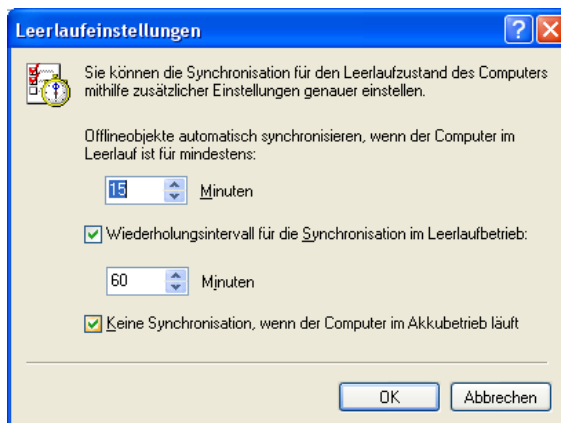 Leerlaufeinstellungen
Sie können die Synchronisation für den Leerlaufzustand des Computers
mithilfe zusätzlicher Einstellungen genauer einstellen.
Offlineobjekte automatisch synchronisieren, wenn der Computer im
Leerlauf ist für mindestens:
15 Minuten
Wiederholungsintervall für die Synchronisation im Leerlaufbetrieb:
60 Minuten
Keine Synchronisation, wenn der Computer im Akkubetrieb läuft
OK Abbrechen